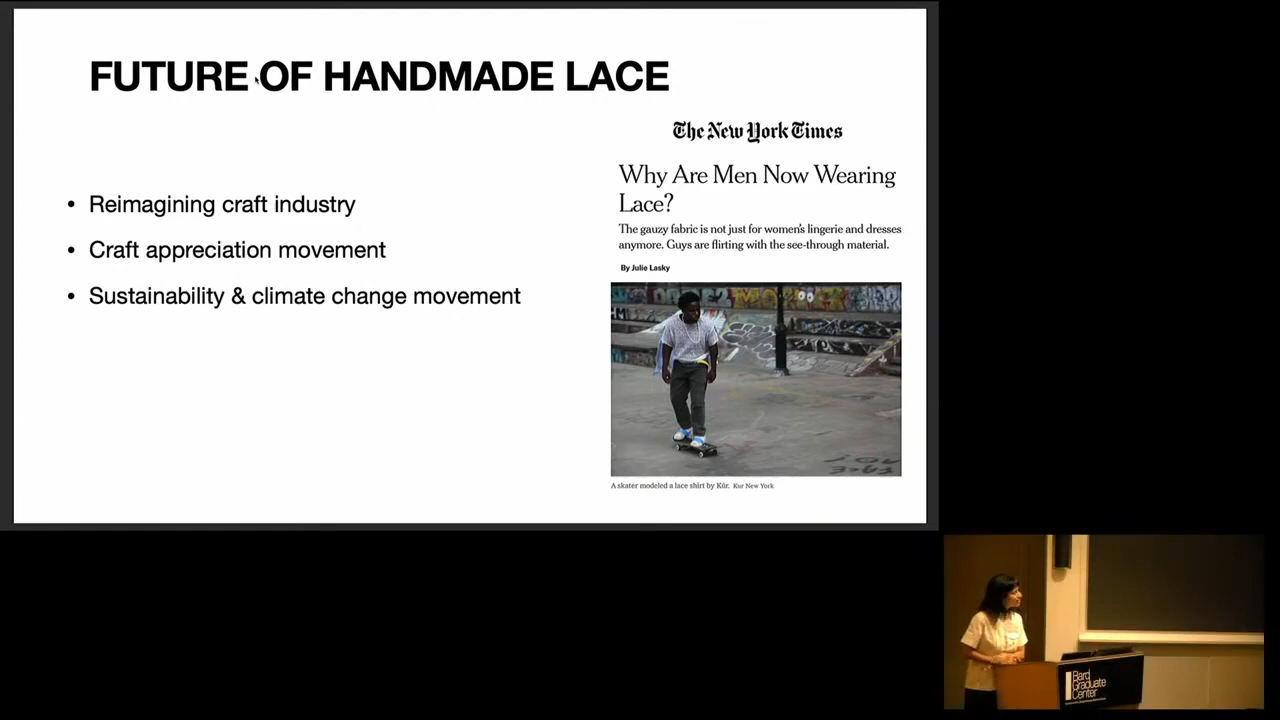 FUTURE OF HANDMADE LACE
• Reimagining craft industry
• Craft appreciation movement
• Sustainability & climate change movement
The New York Times
Why Are Men Now Wearing
Lace?
The gauzy fabric is not just for women's lingerie and dresses
anymore. Guys are flirting with the see-through material.
By Julie Lasky
A skater modeled a lace shirt by Kür. Kur New York
Bard
Graduate
Center